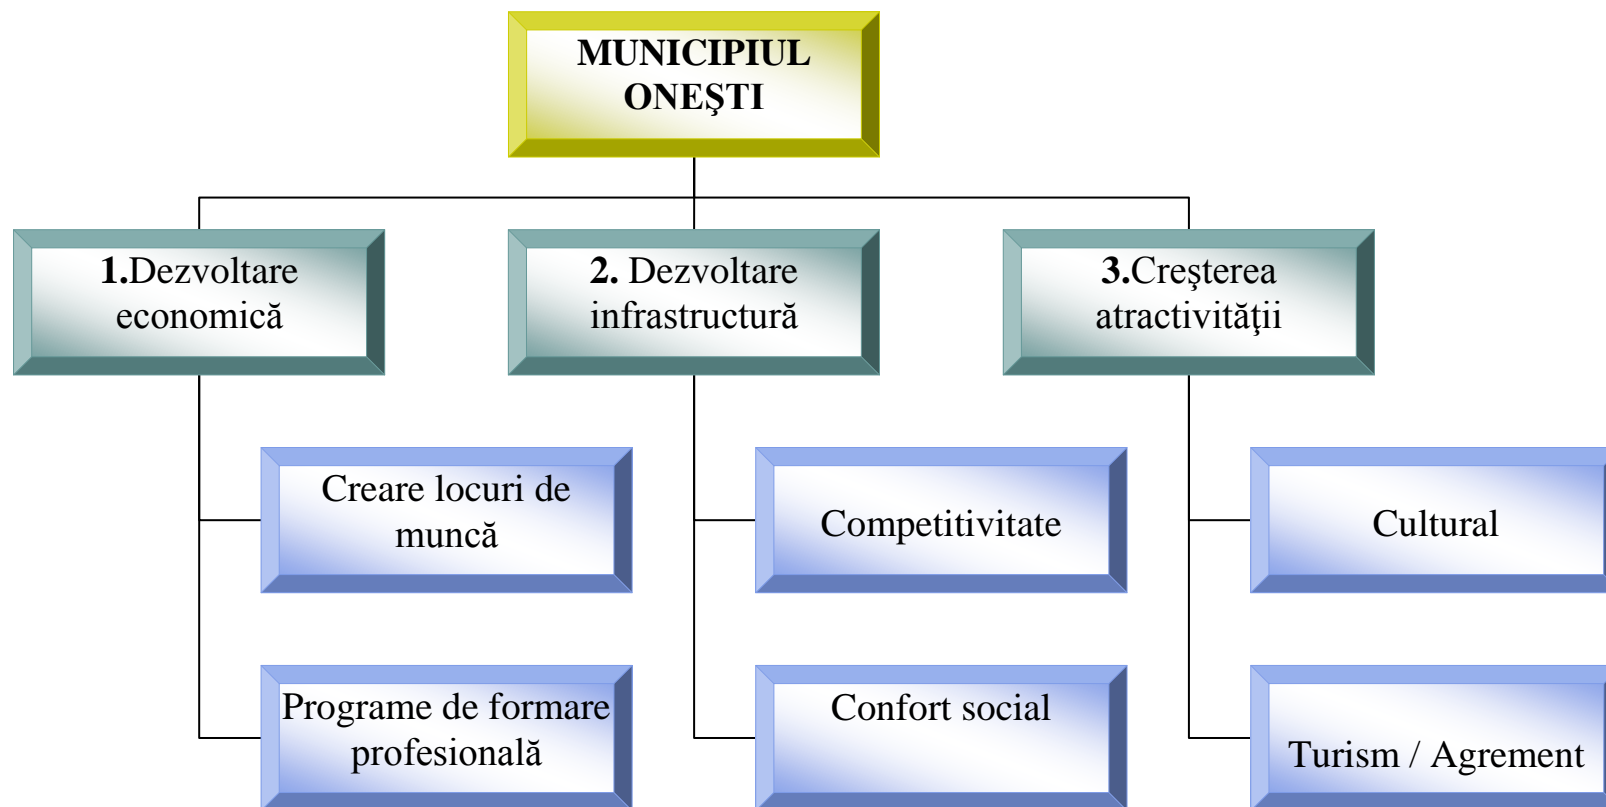 MUNICIPIUL
ONEŞTI
1.Dezvoltare
economică
2. Dezvoltare
infrastructură
3.Creşterea
atractivităţii
Creare locuri de
muncă
Competitivitate
Cultural
Programe de formare
profesională
Confort social
Turism / Agrement